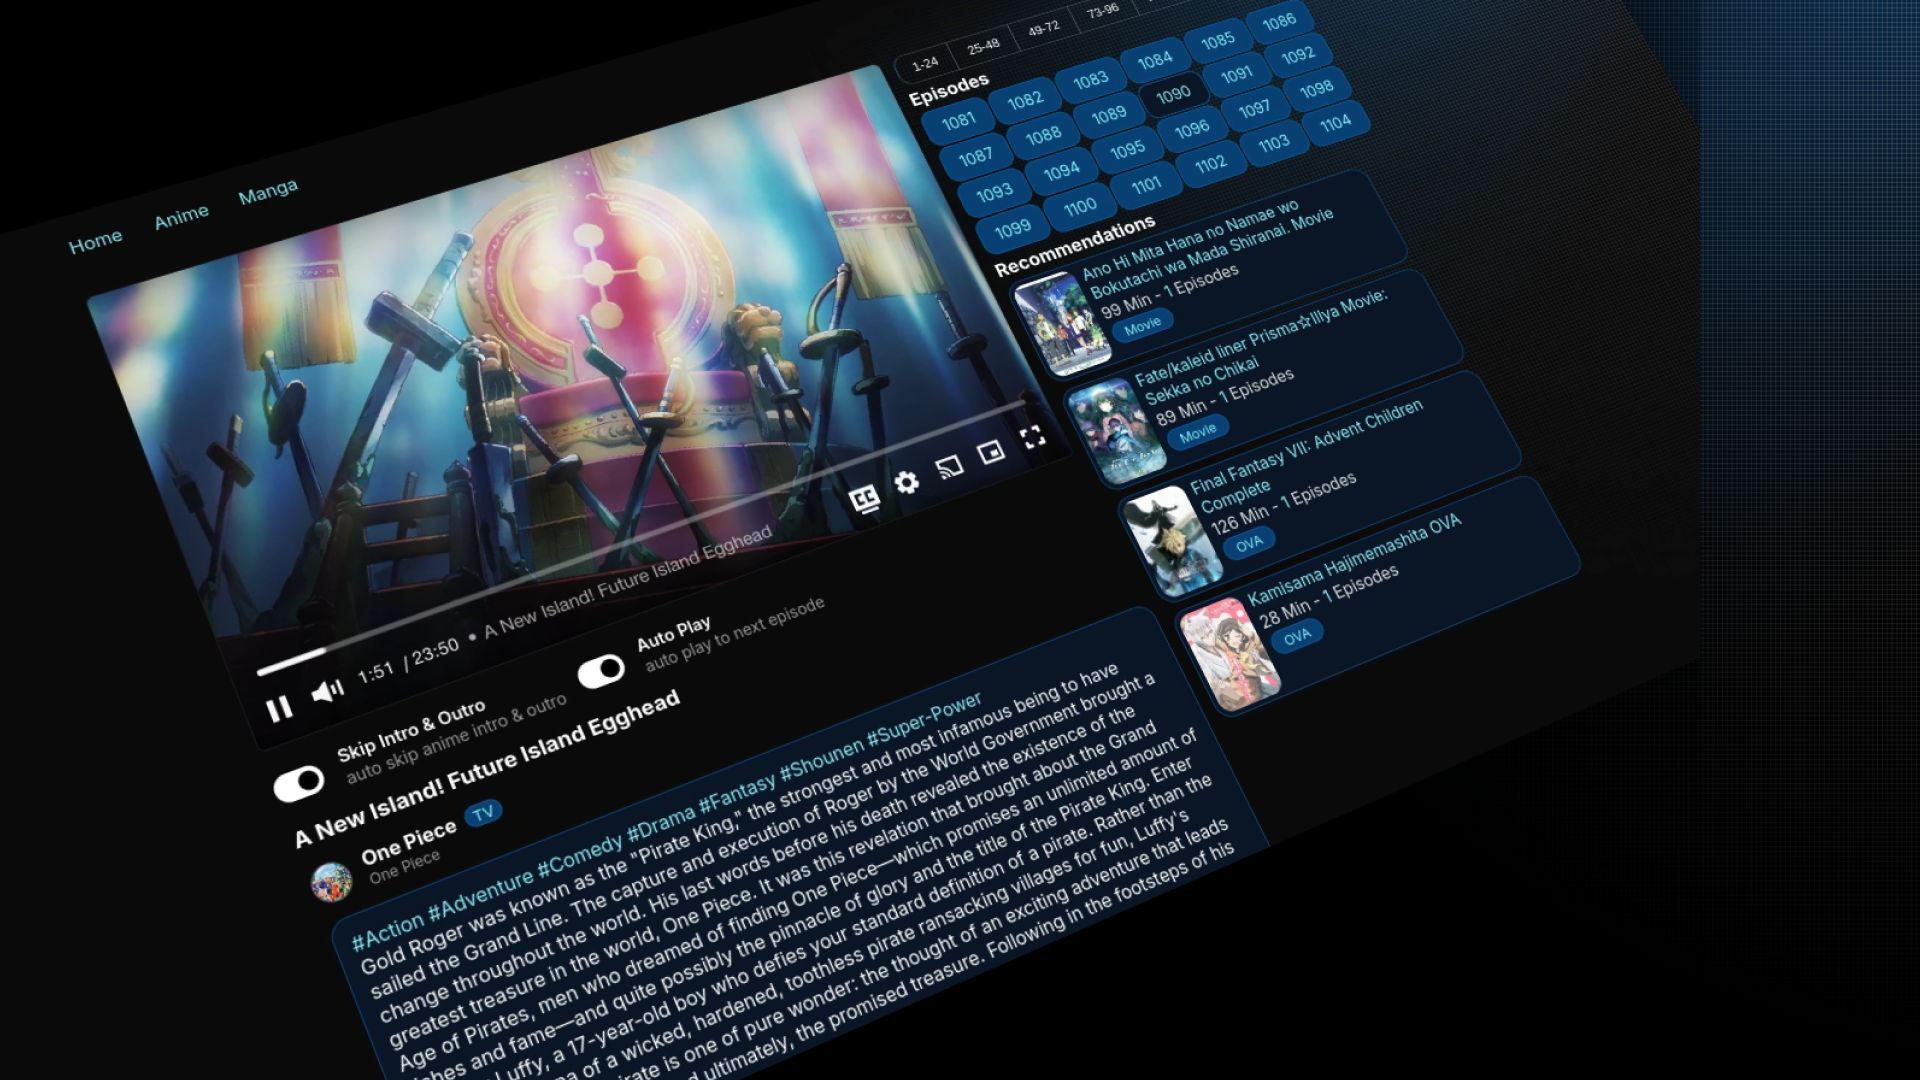 Home
Anime
Manga
1:51 / 23:50 • A New Island! Future Island Egghead
Skip Intro & Outro
auto skip anime intro & outro
Auto Play
auto play to next episode
A New Island! Future Island Egghead
One Piece TV
One Piece
#Action #Adventure #Comedy #Drama #Fantasy #Shounen #Super-Power
Gold Roger was known as the "Pirate King," the strongest and most infamous being to have
sailed the Grand Line. The capture and execution of Roger by the World Government brought a
change throughout the world. His last words before his death revealed the existence of the
greatest treasure in the world, One Piece. It was this revelation that brought about the Grand
Age of Pirates, men who dreamed of finding One Piece—which promises an unlimited amount of
and fame—and quite possibly the pinnacle of glory and the title of the Pirate King. Enter
Luffy, a 17-year-old boy who defies your standard definition of a pirate. Rather than the
of a wicked, hardened, toothless pirate ransacking villages for fun, Luffy's
is one of pure wonder: the thought of an exciting adventure that leads
ultimately, the promised treasure. Following in the footsteps of his
1-24
25-48
49-72
73-96
Episodes
1081 1082 1083 1084 1085 1086
1087 1088 1089 1090 1091 1092
1093 1094 1095 1096 1097 1098
1099 1100 1101 1102 1103 1104
Recommendations
Ano Hi Mita Hana no Namae wo
Bokutachi wa Mada Shiranai. Movie
99 Min - 1 Episodes
Movie
Fate/kaleid liner Prisma☆Illya Movie:
Sekka no Chikai
89 Min - 1 Episodes
Movie
Final Fantasy VII: Advent Children
Complete
126 Min - 1 Episodes
OVA
Kamisama Hajimemashita OVA
28 Min - 1 Episodes
OVA